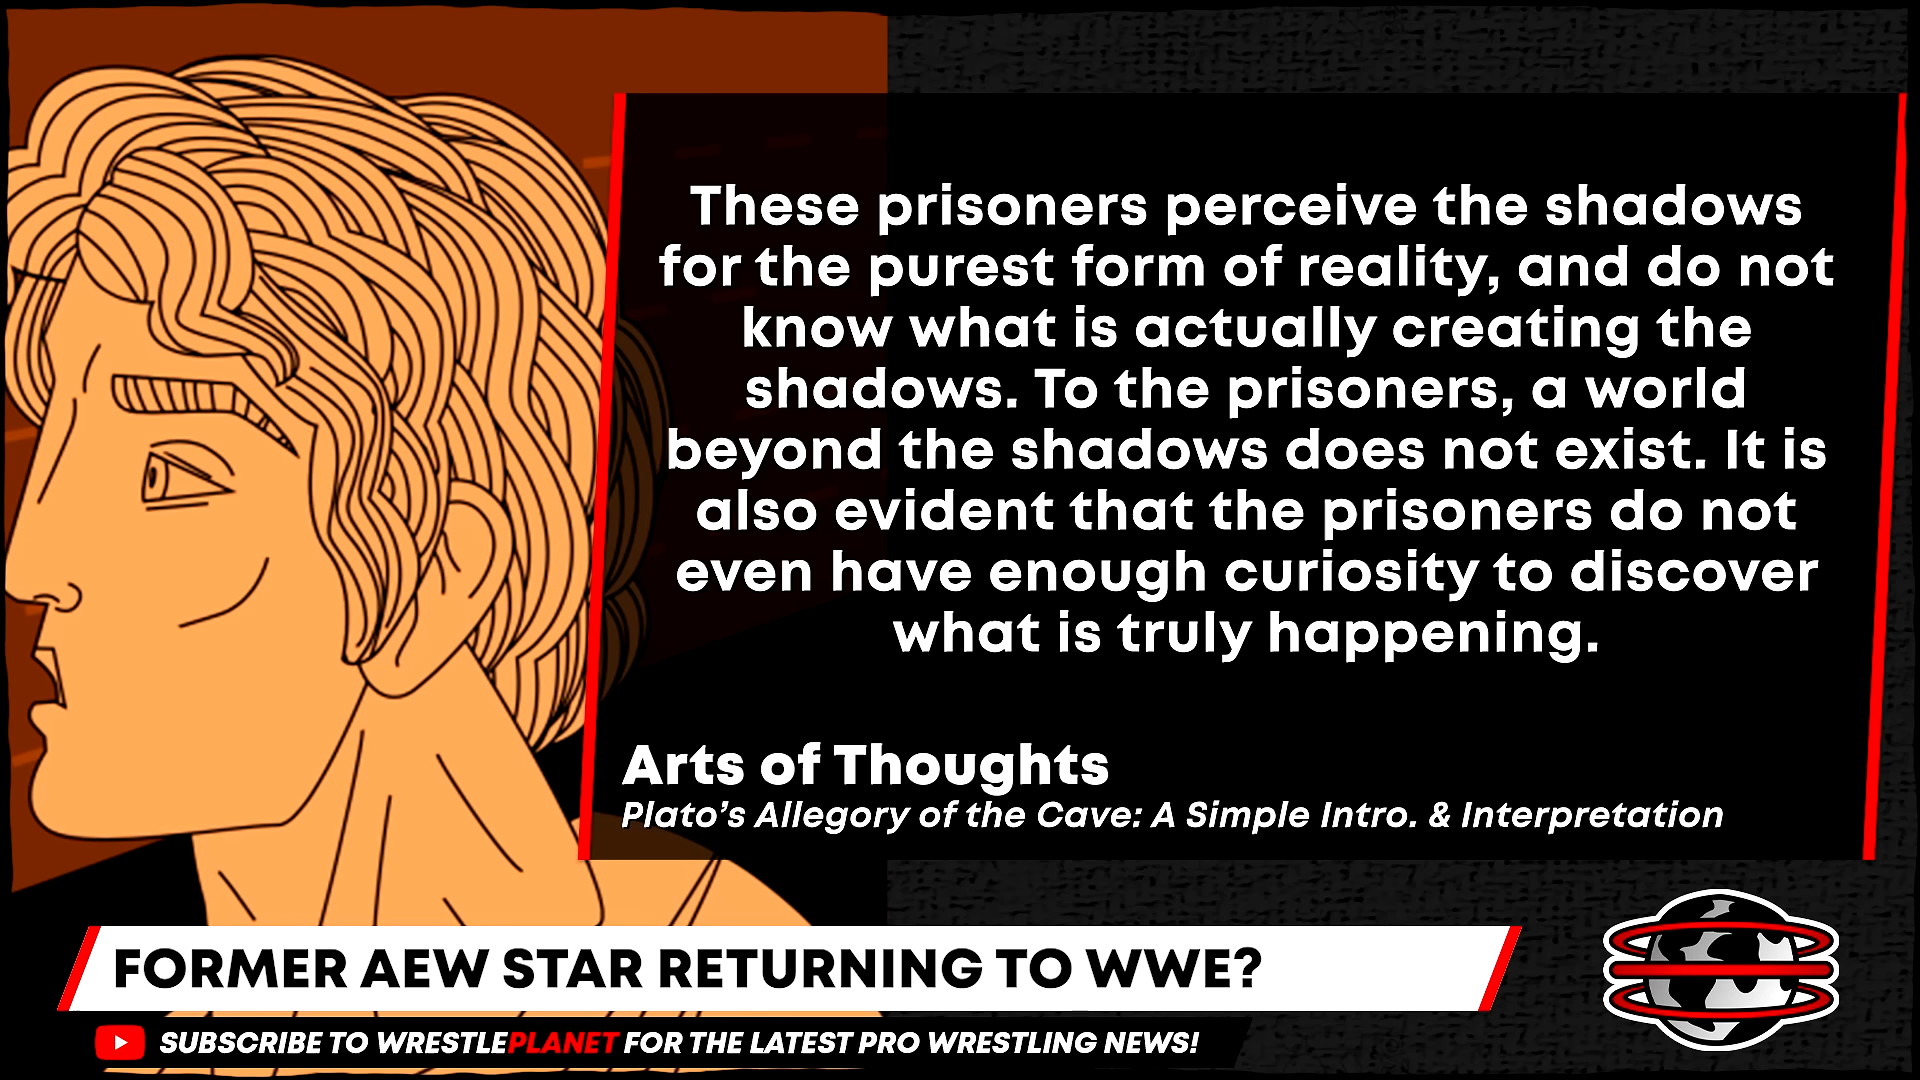 These prisoners perceive the shadows
for the purest form of reality, and do not
know what is actually creating the
shadows. To the prisoners, a world
beyond the shadows does not exist. It is
also evident that the prisoners do not
even have enough curiosity to discover
what is truly happening.
Arts of Thoughts
Plato’s Allegory of the Cave: A Simple Intro. & Interpretation
FORMER AEW STAR RETURNING TO WWE?
SUBSCRIBE TO WRESTLEPLANET FOR THE LATEST PRO WRESTLING NEWS!